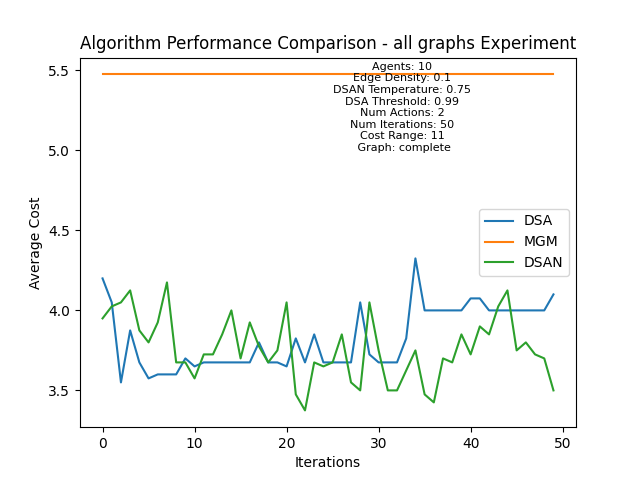 Algorithm Performance Comparison - all graphs Experiment
Agents: 10
Edge Density: 0.1
DSAN Temperature: 0.75
DSA Threshold: 0.99
Num Actions: 2
Num Iterations: 50
Cost Range: 11
Graph: complete
5.5
5.0
4.5
4.0
3.5
Average Cost
DSA
MGM
DSAN
0
10
20
30
40
50
Iterations